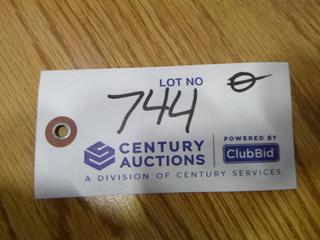 LOT NO
744
CENTURY
AUCTIONS
POWERED BY
ClubBid
A DIVISION OF CENTURY SERVICES